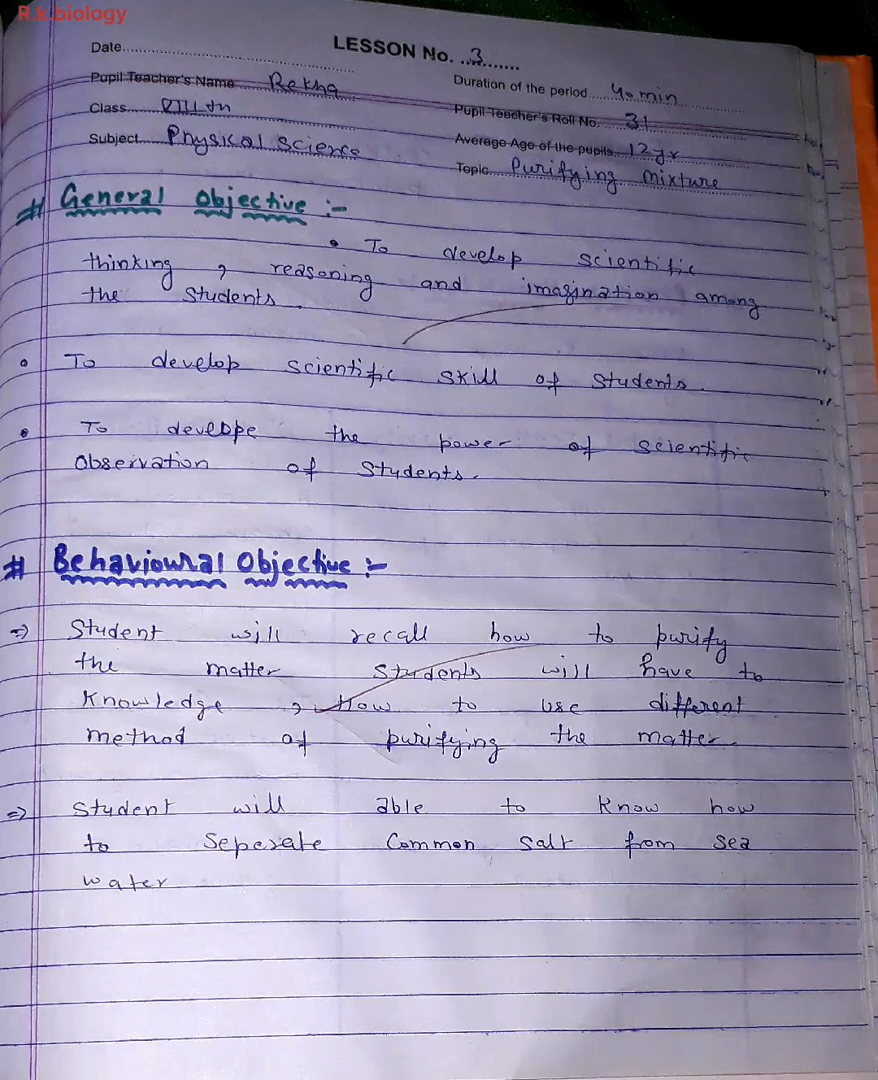 R.k.biology
LESSON No. 3
Date
Duration of the period 40 min
Pupil Teacher's Name Rekha
Pupil Teacher's Roll No. 31
Class VIII th
Average Age of the pupils 12 yr
Subject Physical Science
Topic Purifying mixture
# General Objective :-
• To develop scientific
thinking , reasoning and imagination among
the students .
• To develop scientific skill of students.
• To develope the power of scientific
Observation of students.
# Behavioural Objective :-
⇒ Student will recall how to purify
the matter students will have to
Knowledge , How to use different
method of purifying the matter.
⇒ Student will able to know how
to seperate Common salt from sea
water